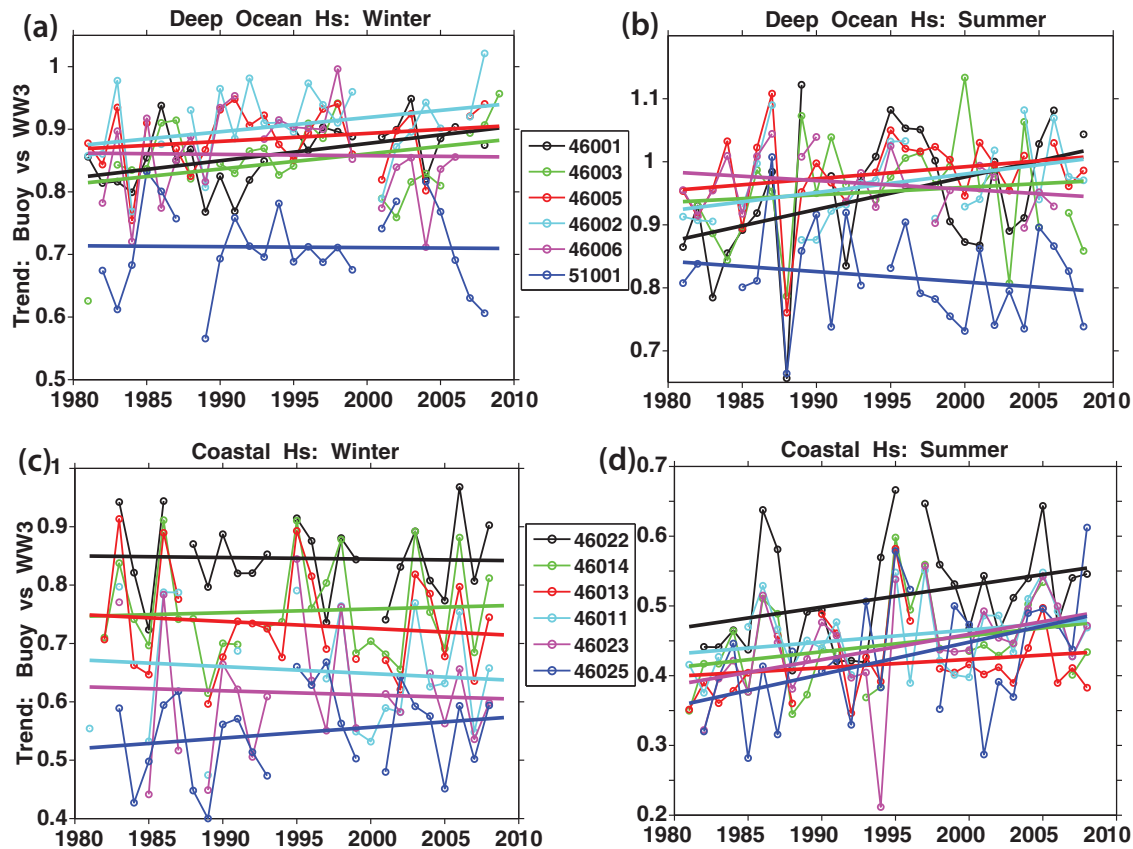 (a)
Deep Ocean Hs: Winter
Trend: Buoy vs WW3
1
0.9
0.8
0.7
0.6
0.5
1980 1985 1990 1995 2000 2005 2010
46001
46003
46005
46002
46006
51001
(b)
Deep Ocean Hs: Summer
1.1
1
0.9
0.8
0.7
1980 1985 1990 1995 2000 2005 2010
(c)
Coastal Hs: Winter
Trend: Buoy vs WW3
1
0.9
0.8
0.7
0.6
0.5
0.4
1980 1985 1990 1995 2000 2005 2010
46022
46014
46013
46011
46023
46025
(d)
Coastal Hs: Summer
0.7
0.6
0.5
0.4
0.3
0.2
1980 1985 1990 1995 2000 2005 2010